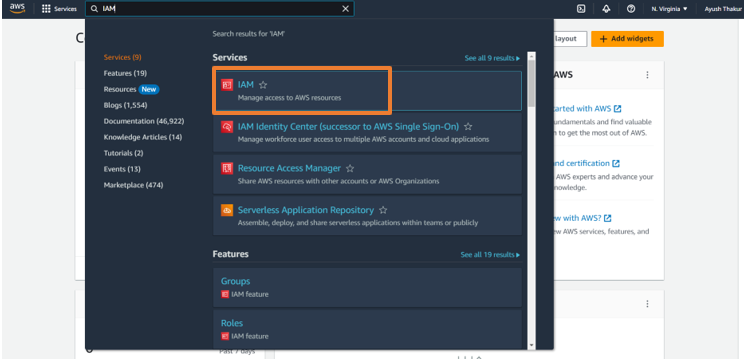 aws
Services
IAM
N. Virginia
Ayush Thakur
layout
+ Add widgets
Search results for 'IAM'
Services (9)
Features (19)
Resources New
Blogs (1,554)
Documentation (46,922)
Knowledge Articles (14)
Tutorials (2)
Events (13)
Marketplace (474)
Services
See all 9 results
IAM
Manage access to AWS resources
IAM Identity Center (successor to AWS Single Sign-On)
Manage workforce user access to multiple AWS accounts and cloud applications
Resource Access Manager
Share AWS resources with other accounts or AWS Organizations
Serverless Application Repository
Assemble, deploy, and share serverless applications within teams or publicly
Features
See all 19 results
Groups
IAM feature
Roles
IAM feature
AWS
arted with AWS
undamentals and find valuable
n to get the most out of AWS.
nd certification
AWS experts and advance your
nowledge.
w with AWS?
ew AWS services, features, and
Past 7 days